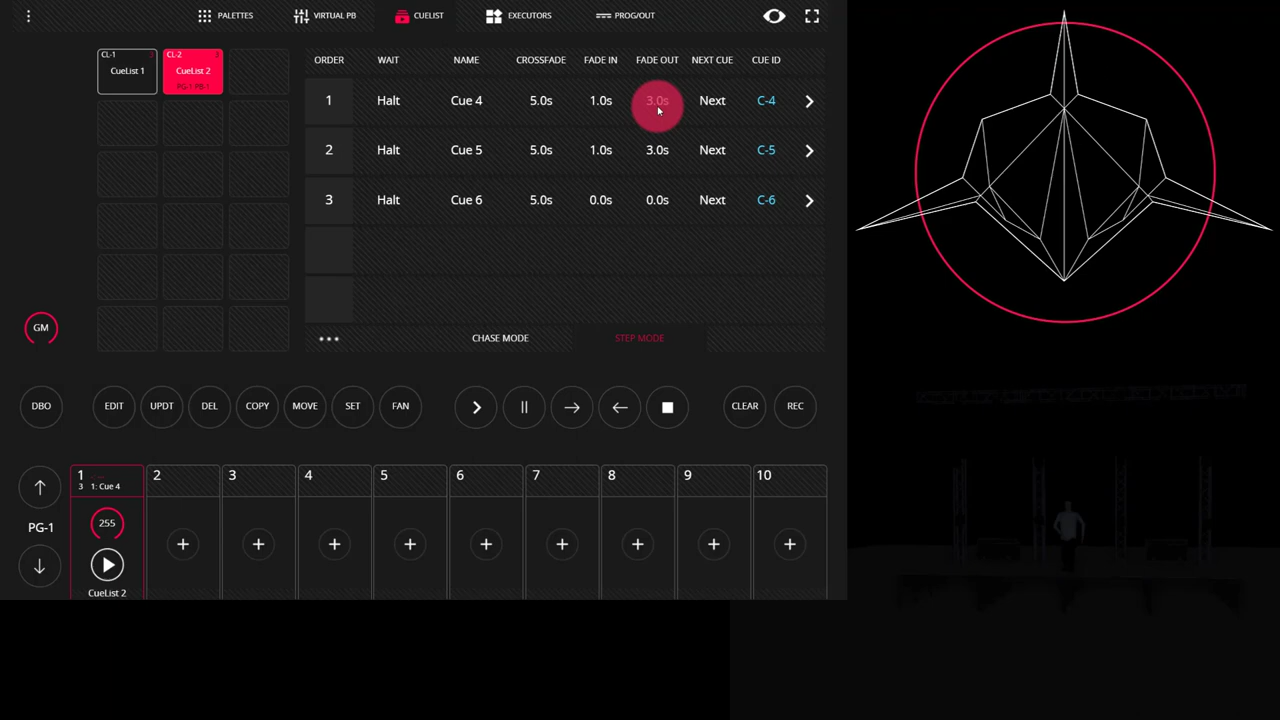 PALETTES VIRTUAL PB CUELIST EXECUTORS PROG/OUT
CL-1 3
CueList 1
CL-2 3
CueList 2
PG-1 PB-1
ORDER WAIT NAME CROSSFADE FADE IN FADE OUT NEXT CUE CUE ID
1 Halt Cue 4 5.0s 1.0s 3.0s Next C-4
2 Halt Cue 5 5.0s 1.0s 3.0s Next C-5
3 Halt Cue 6 5.0s 0.0s 0.0s Next C-6
CHASE MODE STEP MODE
GM
DBO EDIT UPDT DEL COPY MOVE SET FAN CLEAR REC
1 2 3 4 5 6 7 8 9 10
3 1: Cue 4
255
PG-1
CueList 2